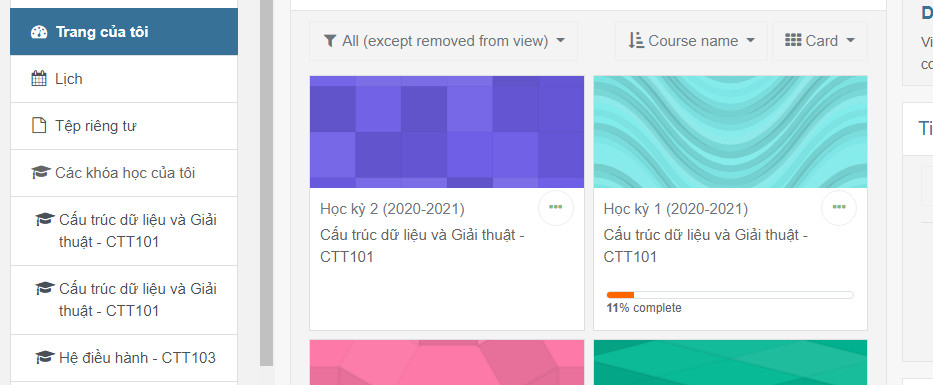 Trang của tôi
Lịch
Tệp riêng tư
Các khóa học của tôi
Cấu trúc dữ liệu và Giải
thuật - CTT101
Cấu trúc dữ liệu và Giải
thuật - CTT101
Hệ điều hành - CTT103
All (except removed from view)
Course name
Card
Học kỳ 2 (2020-2021)
Cấu trúc dữ liệu và Giải thuật -
CTT101
Học kỳ 1 (2020-2021)
Cấu trúc dữ liệu và Giải thuật -
CTT101
11% complete